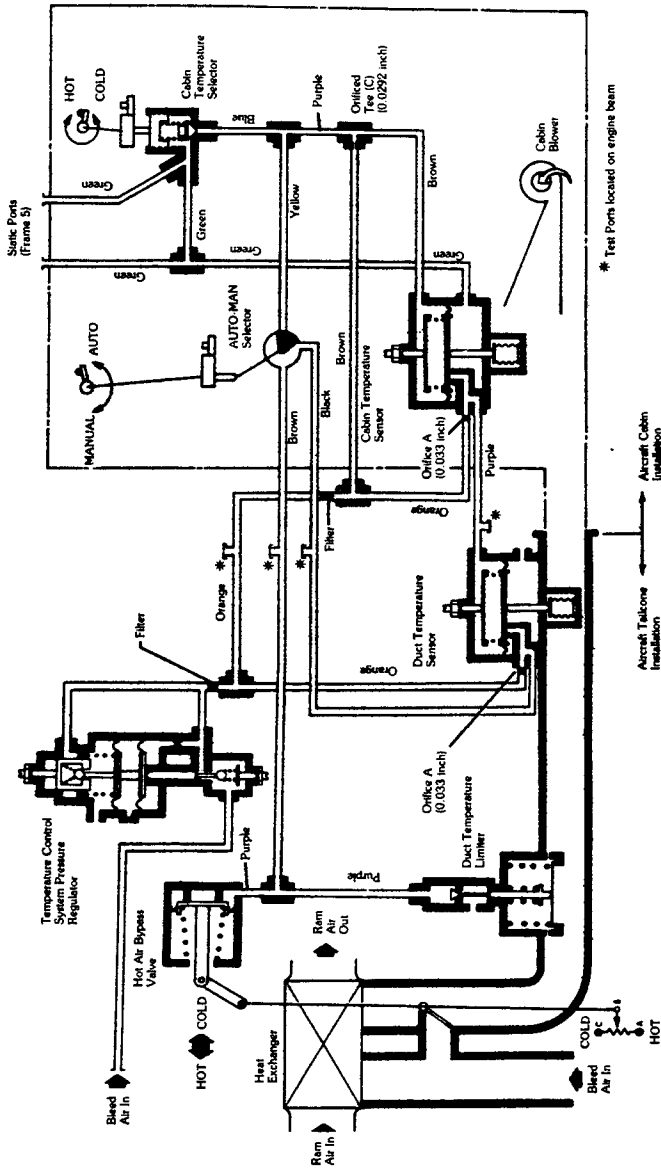 HOT
COLD
Cabin
Temperature
Selector
Blue
Purple
Orificed
Tee (C)
(0.0292 inch)
Static Ports
(Frame 5)
Green
Green
Green
Green
Green
Yellow
Brown
Cabin
Blower
* Test Ports located on engine beam
AUTO
MANUAL
AUTO-MAN
Selector
Brown
Black
Brown
Cabin Temperature
Sensor
Orifice A
(0.033 inch)
Purple
Filter
Orange
Orange
*
*
*
*
Filter
Orange
Duct Temperature
Sensor
Orifice A
(0.033 inch)
Aircraft Cabin
Installation
Aircraft Tailcone
Installation
Temperature Control
System Pressure
Regulator
Hot Air Bypass
Valve
Purple
Purple
Duct Temperature
Limiter
Ram
Air
Out
Bleed
Air In
HOT
COLD
Heat
Exchanger
Ram
Air In
Bleed
Air In
COLD
C
B
A
HOT